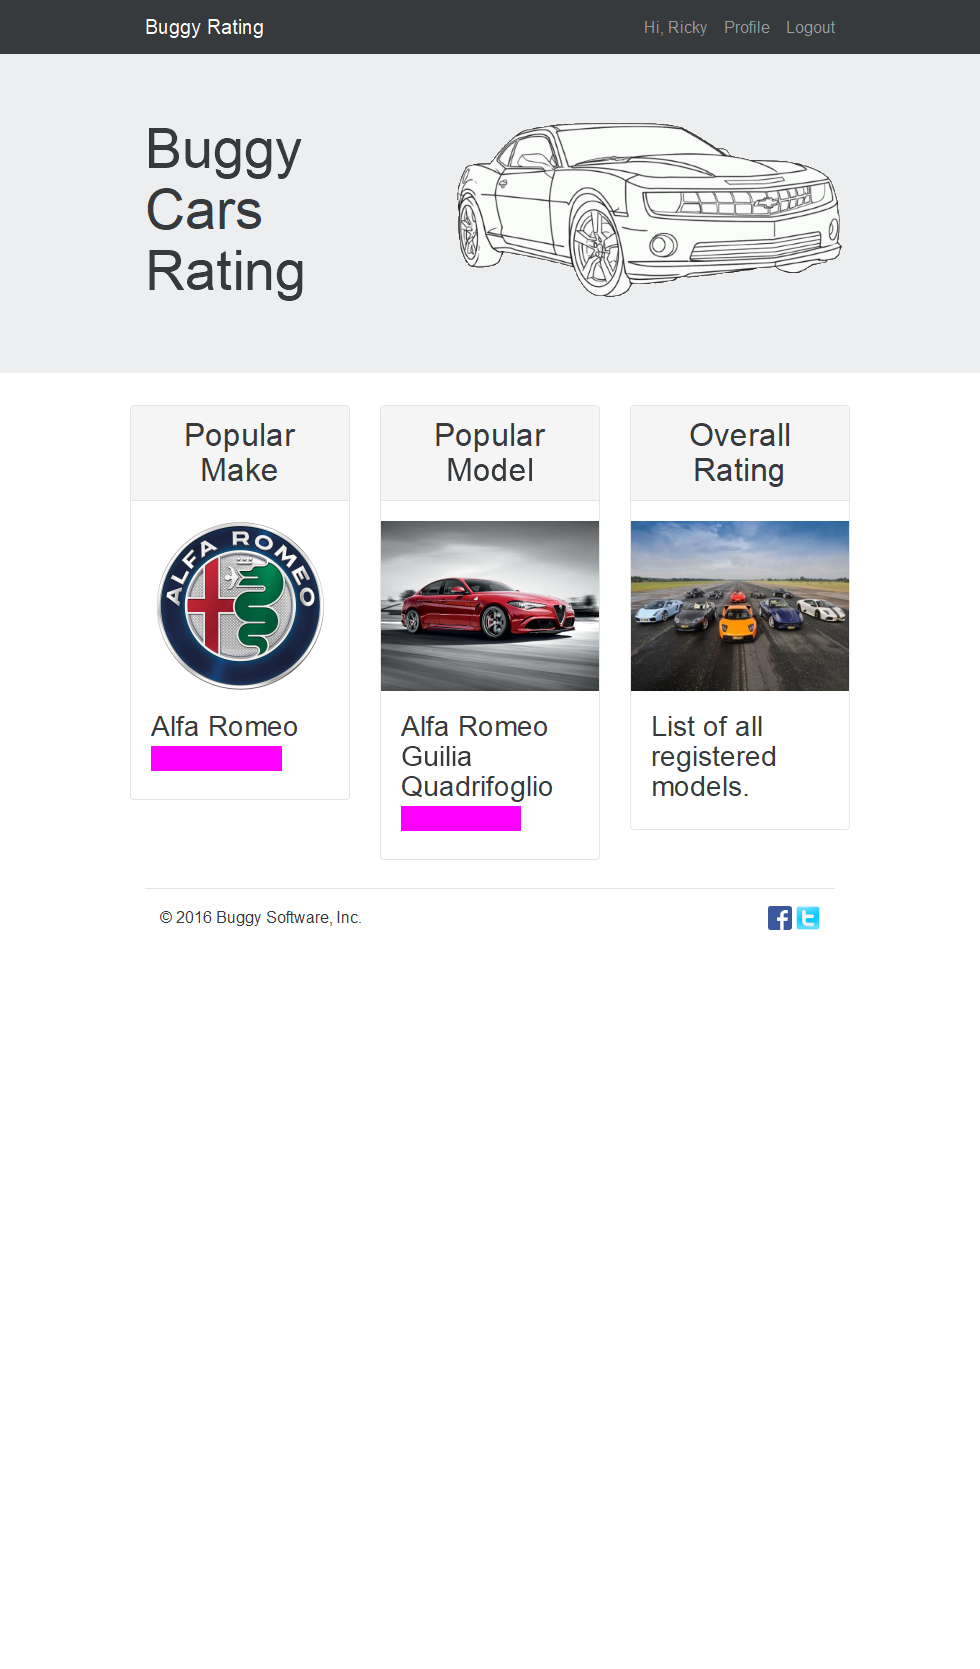 Buggy Rating
Hi, Ricky Profile Logout
Buggy
Cars
Rating
Popular
Make
ALFA ROMEO
Alfa Romeo
Popular
Model
Alfa Romeo
Guilia
Quadrifoglio
Overall
Rating
List of all
registered
models.
© 2016 Buggy Software, Inc.